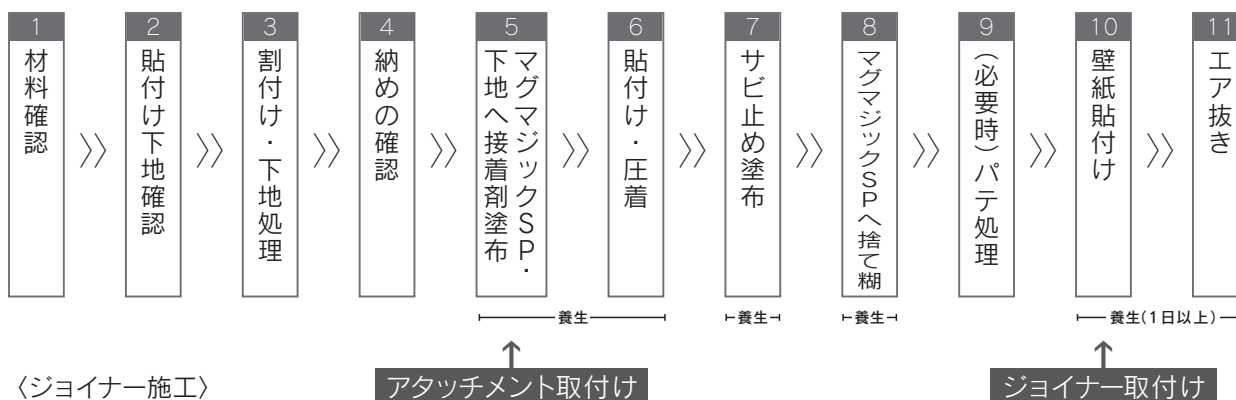 1
材料確認
2
貼付け下地確認
3
割付け・下地処理
4
納めの確認
5
マグマジックSP・
下地へ接着剤塗布
6
貼付け・圧着
7
サビ止め塗布
8
マグマジックSPへ捨て糊
9
（必要時）パテ処理
10
壁紙貼付け
11
エア抜き
養生
養生
養生
養生（1日以上）
〈ジョイナー施工〉
アタッチメント取付け
ジョイナー取付け